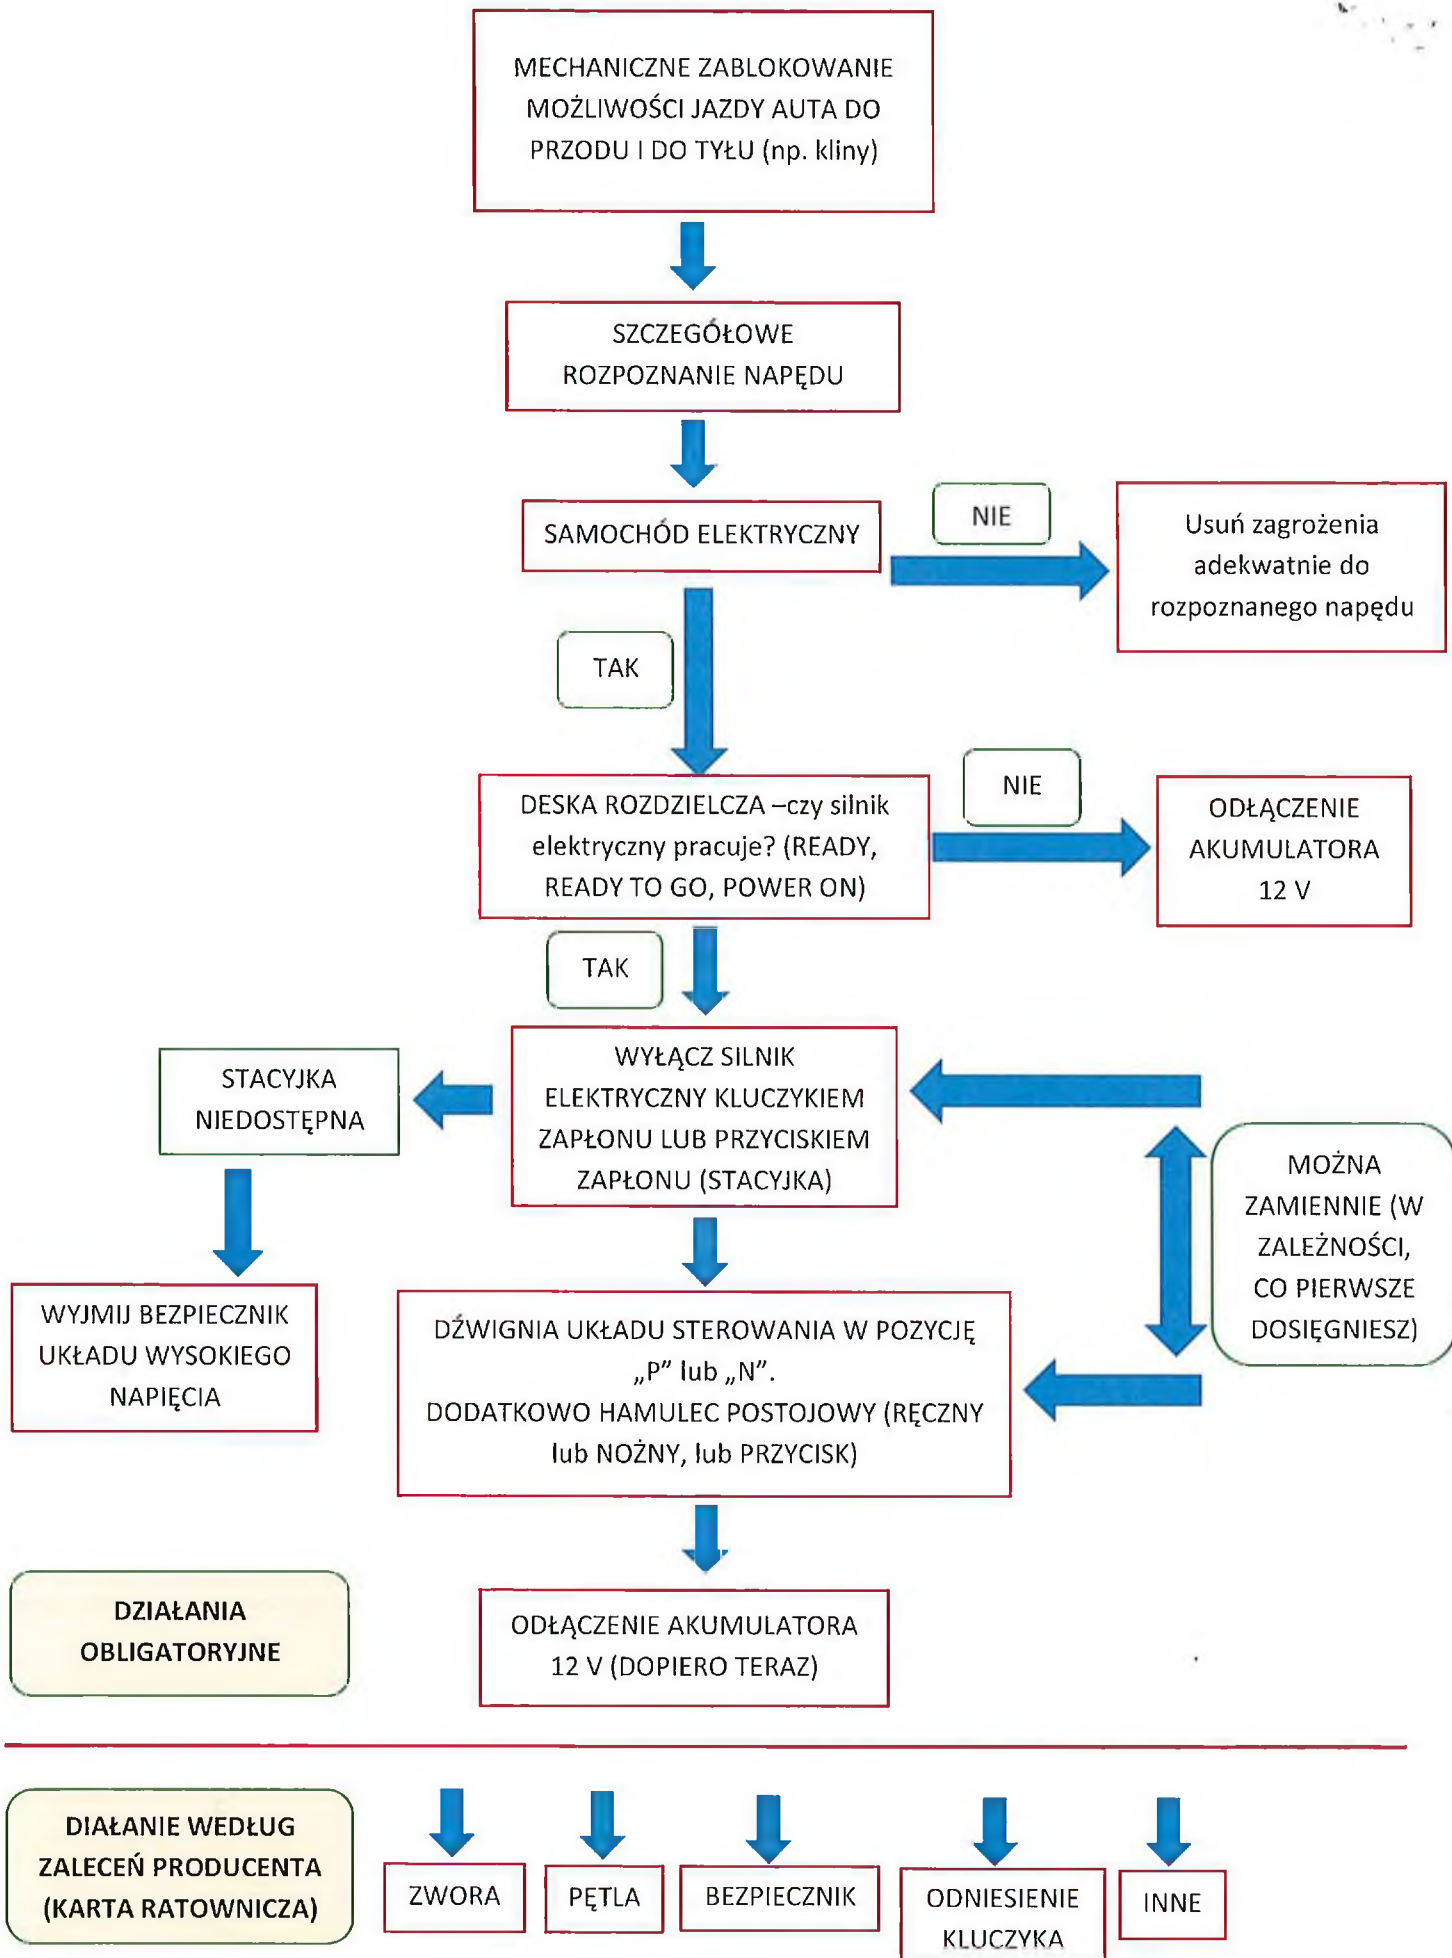 MECHANICZNE ZABLOKOWANIE
MOŻLIWOŚCI JAZDY AUTA DO
PRZODU I DO TYŁU (np. kliny)
SZCZEGÓŁOWE
ROZPOZNANIE NAPĘDU
SAMOCHÓD ELEKTRYCZNY
NIE
Usuń zagrożenia
adekwatnie do
rozpoznanego napędu
TAK
DESKA ROZDZIELCZA –czy silnik
elektryczny pracuje? (READY,
READY TO GO, POWER ON)
NIE
ODŁĄCZENIE
AKUMULATORA
12 V
TAK
WYŁĄCZ SILNIK
ELEKTRYCZNY KLUCZYKIEM
ZAPŁONU LUB PRZYCISKIEM
ZAPŁONU (STACYJKA)
STACYJKA
NIEDOSTĘPNA
WYJMIJ BEZPIECZNIK
UKŁADU WYSOKIEGO
NAPIĘCIA
MOŻNA
ZAMIENNIE (W
ZALEŻNOŚCI,
CO PIERWSZE
DOSIĘGNIESZ)
DŹWIGNIA UKŁADU STEROWANIA W POZYCJĘ
„P” lub „N”.
DODATKOWO HAMULEC POSTOJOWY (RĘCZNY
lub NOŻNY, lub PRZYCISK)
ODŁĄCZENIE AKUMULATORA
12 V (DOPIERO TERAZ)
DZIAŁANIA
OBLIGATORYJNE
DIAŁANIE WEDŁUG
ZALECEŃ PRODUCENTA
(KARTA RATOWNICZA)
ZWORA
PĘTLA
BEZPIECZNIK
ODNIESIENIE
KLUCZYKA
INNE